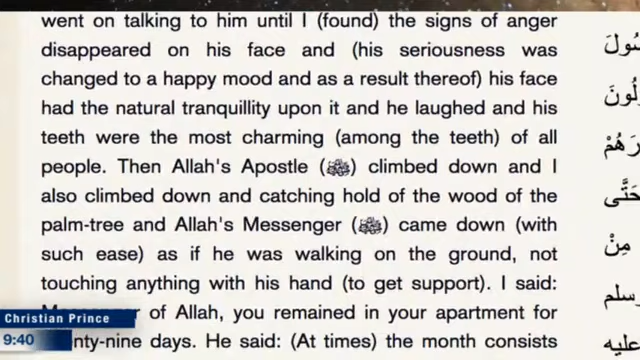 went on talking to him until I (found) the signs of anger
disappeared on his face and (his seriousness was
changed to a happy mood and as a result thereof) his face
had the natural tranquillity upon it and he laughed and his
teeth were the most charming (among the teeth) of all
people. Then Allah's Apostle (ﷺ) climbed down and I
also climbed down and catching hold of the wood of the
palm-tree and Allah's Messenger (ﷺ) came down (with
such ease) as if he was walking on the ground, not
touching anything with his hand (to get support). I said:
of Allah, you remained in your apartment for
days. He said: (At times) the month consists
Christian Prince
9:40
حَتَّى
مِنْ
عليه